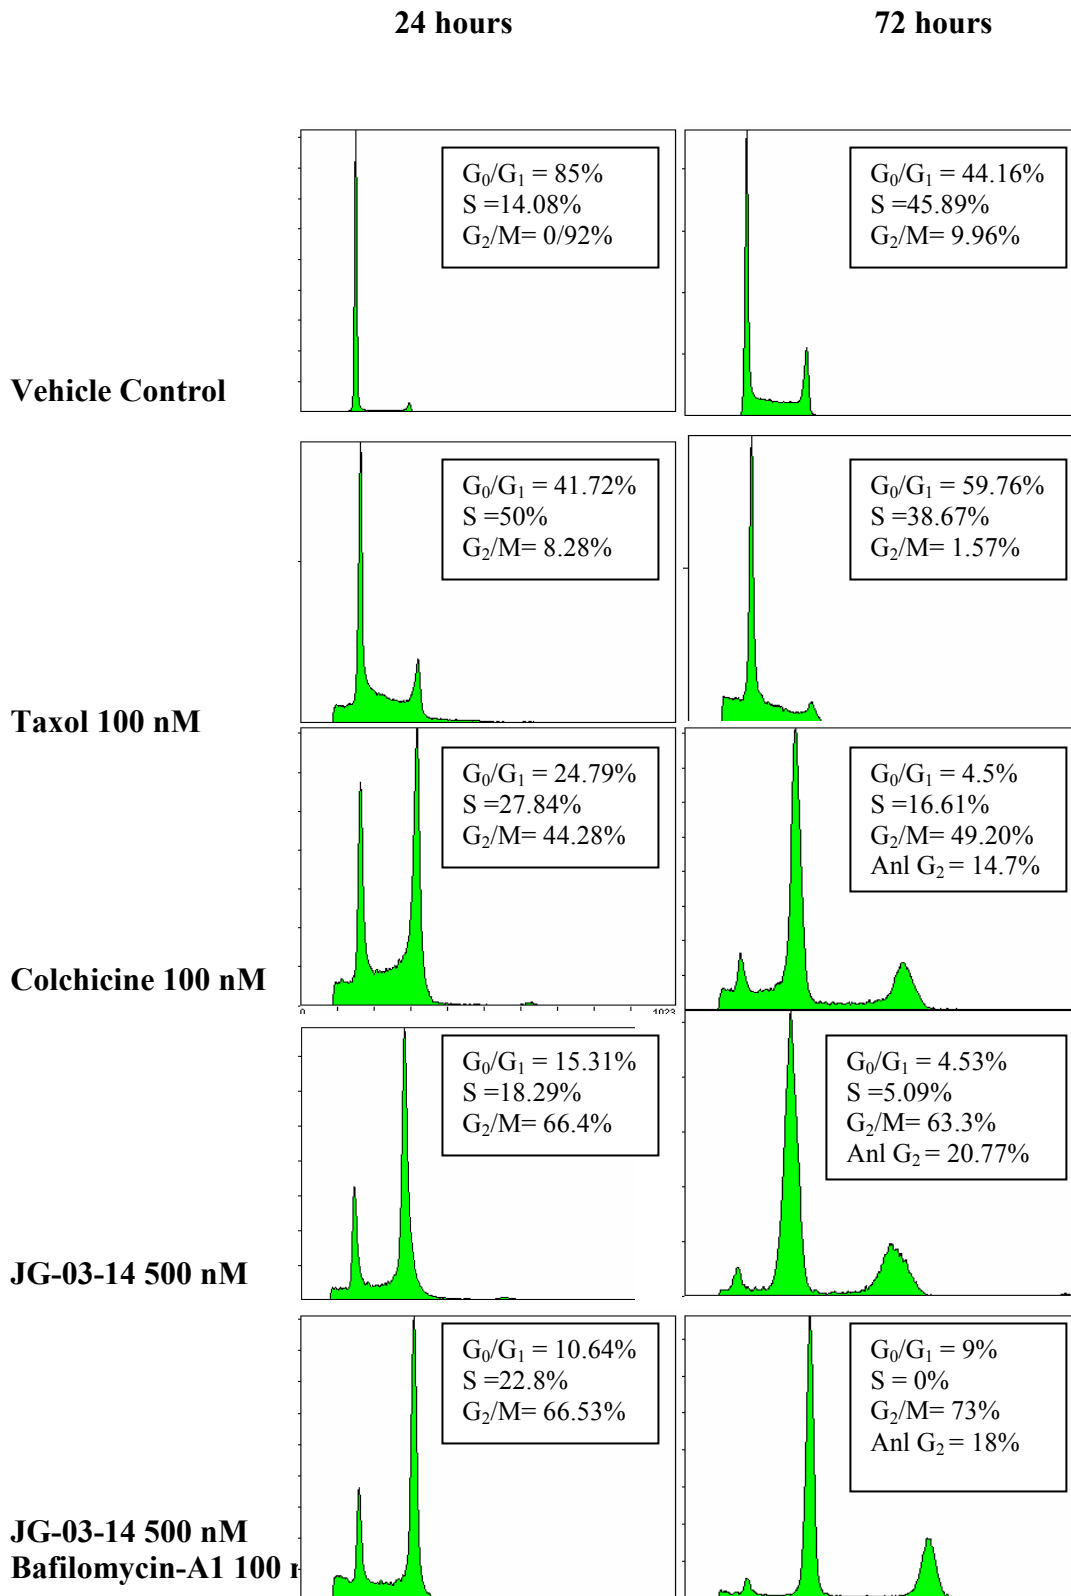 24 hours 72 hours
G₀/G₁ = 85%
S =14.08%
G₂/M= 0/92%
G₀/G₁ = 44.16%
S =45.89%
G₂/M= 9.96%
Vehicle Control
G₀/G₁ = 41.72%
S =50%
G₂/M= 8.28%
G₀/G₁ = 59.76%
S =38.67%
G₂/M= 1.57%
Taxol 100 nM
G₀/G₁ = 24.79%
S =27.84%
G₂/M= 44.28%
G₀/G₁ = 4.5%
S =16.61%
G₂/M= 49.20%
Anl G₂ = 14.7%
Colchicine 100 nM
0 1023
G₀/G₁ = 15.31%
S =18.29%
G₂/M= 66.4%
G₀/G₁ = 4.53%
S =5.09%
G₂/M= 63.3%
Anl G₂ = 20.77%
JG-03-14 500 nM
G₀/G₁ = 10.64%
S =22.8%
G₂/M= 66.53%
G₀/G₁ = 9%
S = 0%
G₂/M= 73%
Anl G₂ = 18%
JG-03-14 500 nM
Bafilomycin-A1 100